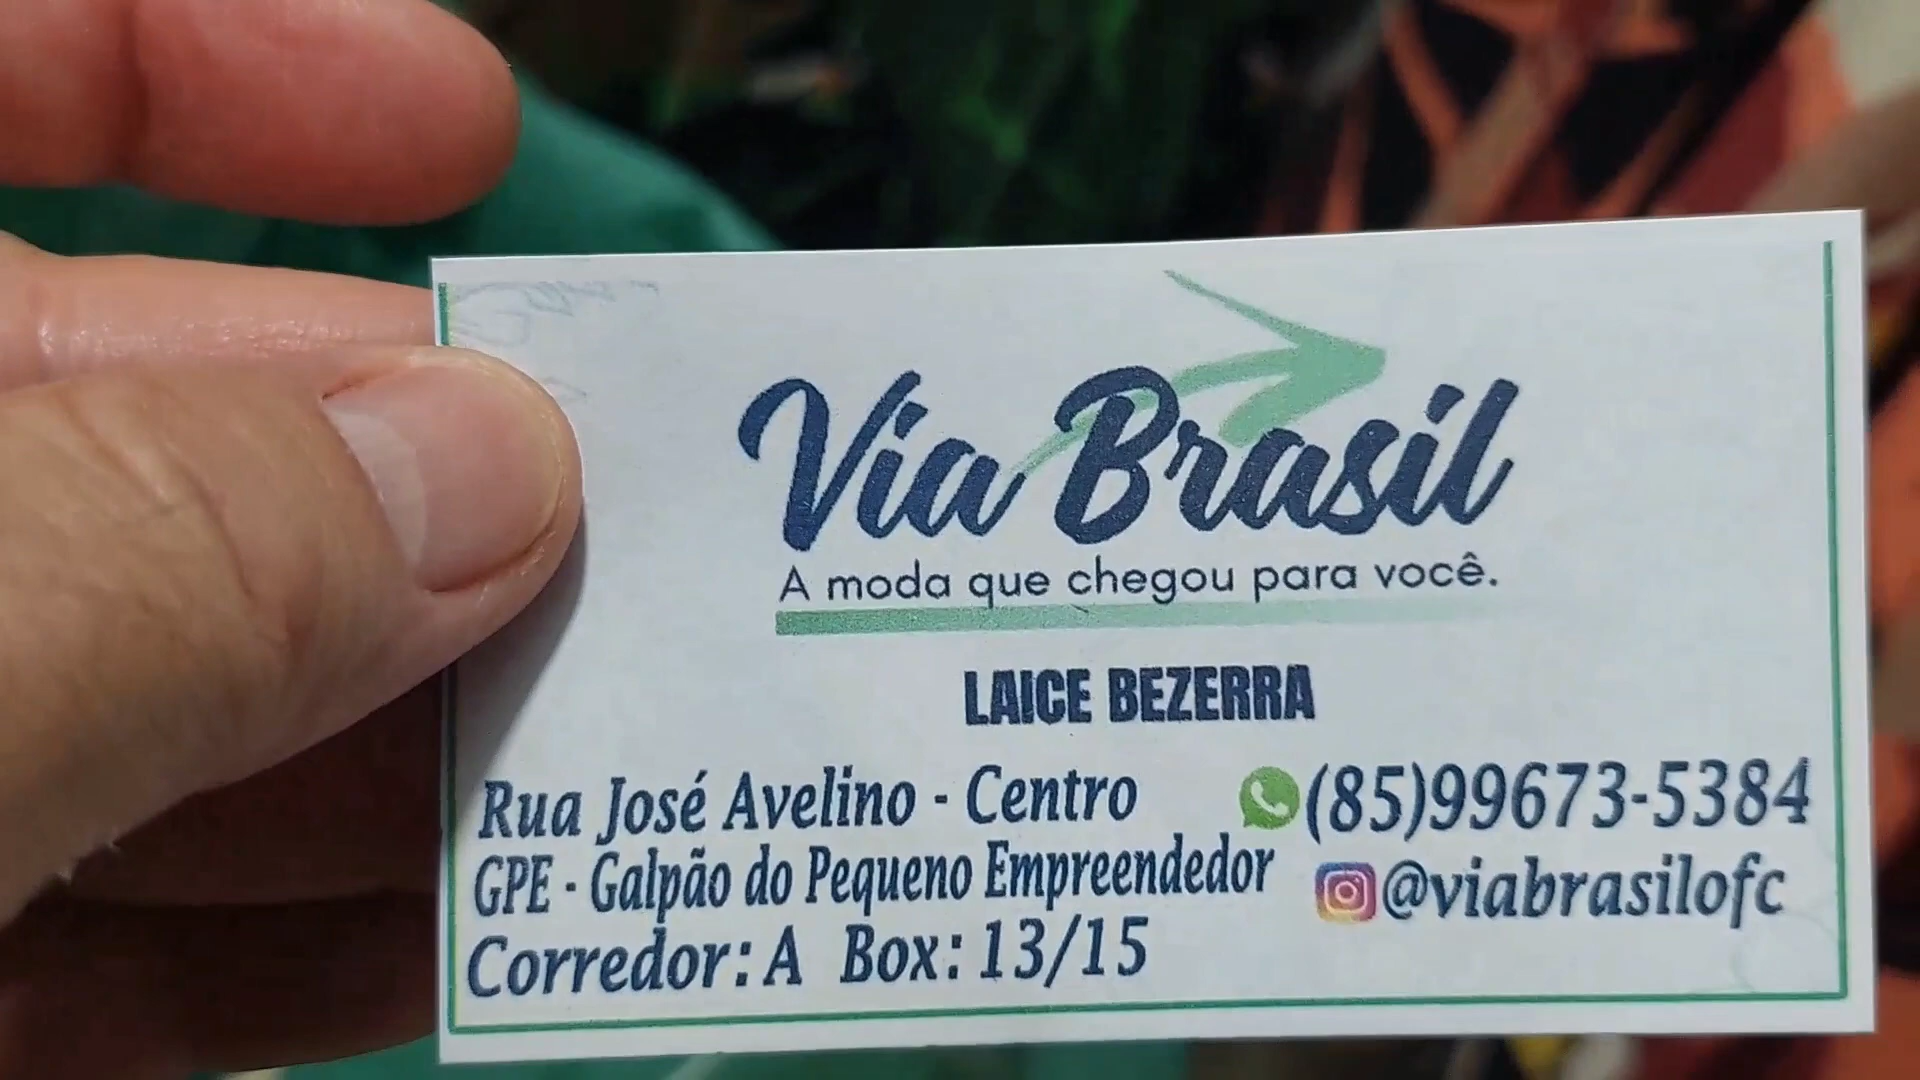 Via Brasil
A moda que chegou para você.
LAICE BEZERRA
Rua José Avelino - Centro
GPE - Galpão do Pequeno Empreendedor
Corredor: A Box: 13/15
(85)99673-5384
@viabrasilofc